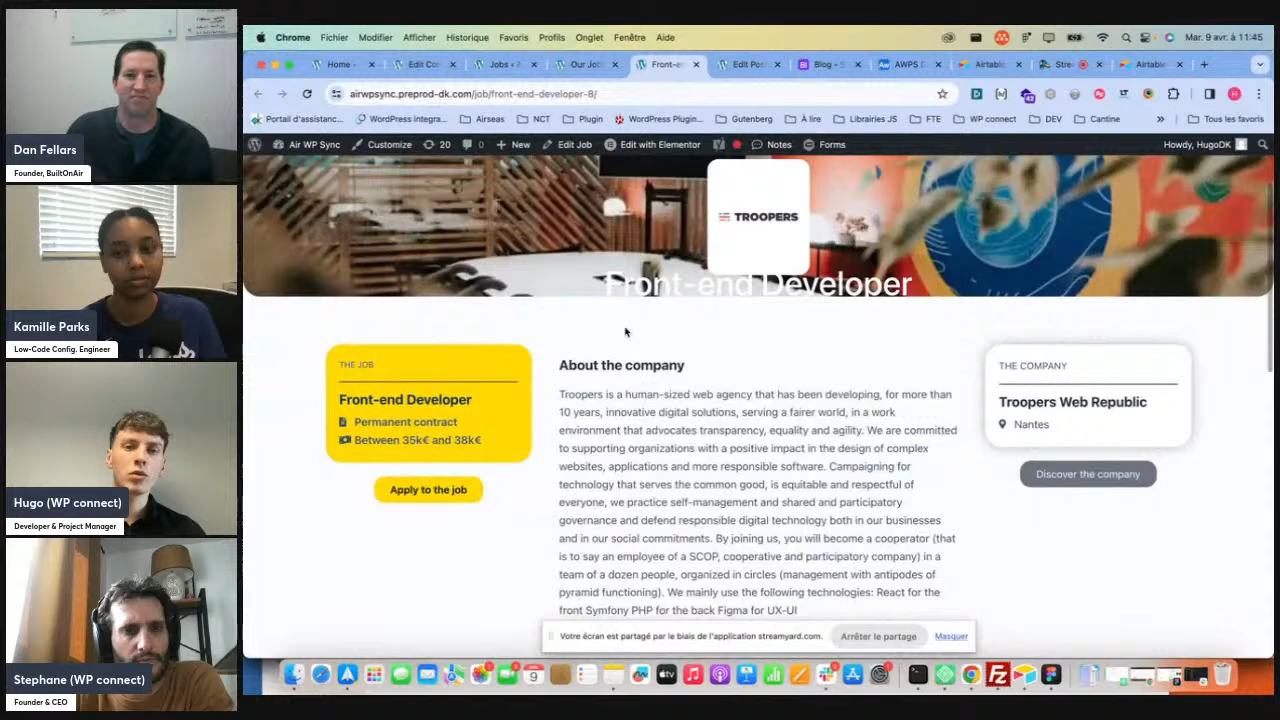 Dan Fellars
Founder, BuiltOnAir
Kamille Parks
Low-Code Config. Engineer
Hugo (WP connect)
Developer & Project Manager
Stephane (WP connect)
Founder & CEO
Chrome Fichier Modifier Afficher Historique Favoris Profils Onglet Fenêtre Aide Mar. 9 avr. à 11:45
Home - Edit Co Jobs Our Jo Front-e Edit Po Blog - S AWPS D Airtable Stre Airtable
airwpsync.preprod-dk.com/job/front-end-developer-8/
Portail d'assistanc... WordPress integra... Airseas NCT Plugin WordPress Plugin... Gutenberg À lire Librairies JS FTE WP connect DEV Cantine Tous les favoris
Air WP Sync Customize 20 0 New Edit Job Edit with Elementor Notes Forms Howdy, HugoDK
TROOPERS
Front-end Developer
THE JOB
Front-end Developer
Permanent contract
Between 35k€ and 38k€
Apply to the job
About the company
Troopers is a human-sized web agency that has been developing, for more than
10 years, innovative digital solutions, serving a fairer world, in a work
environment that advocates transparency, equality and agility. We are committed
to supporting organizations with a positive impact in the design of complex
websites, applications and more responsible software. Campaigning for
technology that serves the common good, is equitable and respectful of
everyone, we practice self-management and shared and participatory
governance and defend responsible digital technology both in our businesses
and in our social commitments. By joining us, you will become a cooperator (that
is to say an employee of a SCOP, cooperative and participatory company) in a
team of a dozen people, organized in circles (management with antipodes of
pyramid functioning). We mainly use the following technologies: React for the
front Symfony PHP for the back Figma for UX-UI
THE COMPANY
Troopers Web Republic
Nantes
Discover the company
Votre écran est partagé par le biais de l'application streamyard.com. Arrêter le partage Masquer